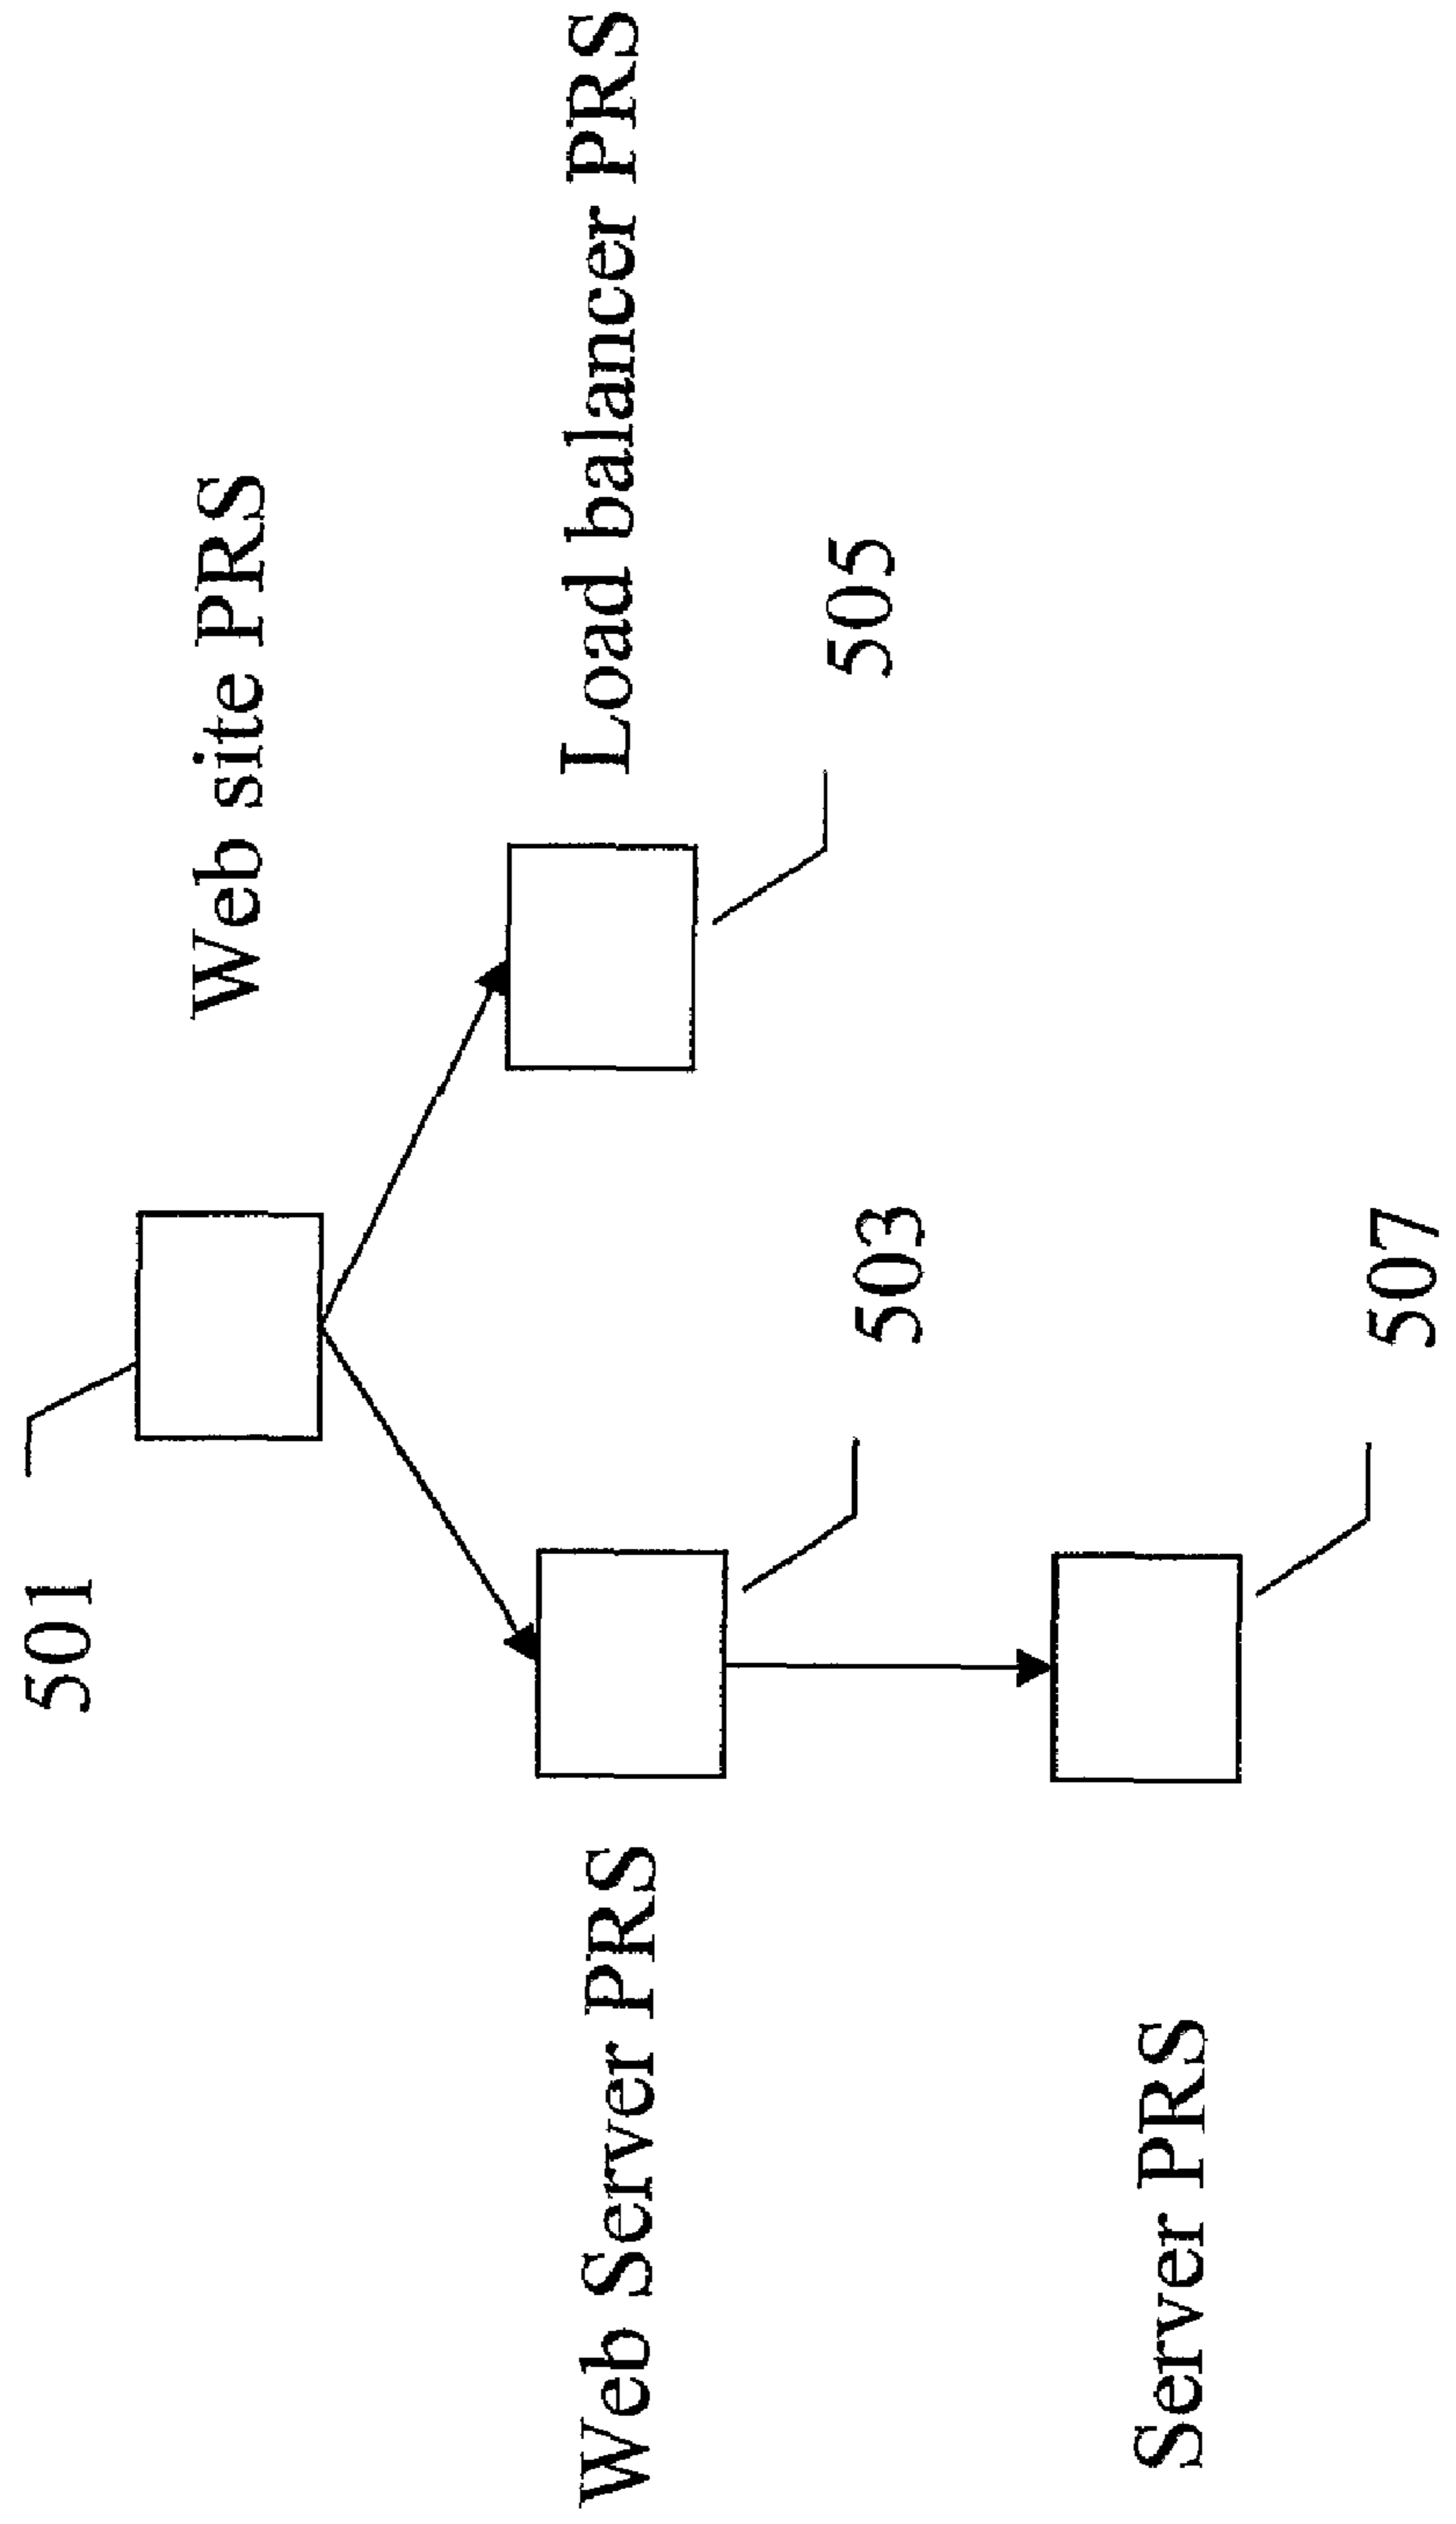 501
Web site PRS
Web Server PRS
Load balancer PRS
505
503
Server PRS
507